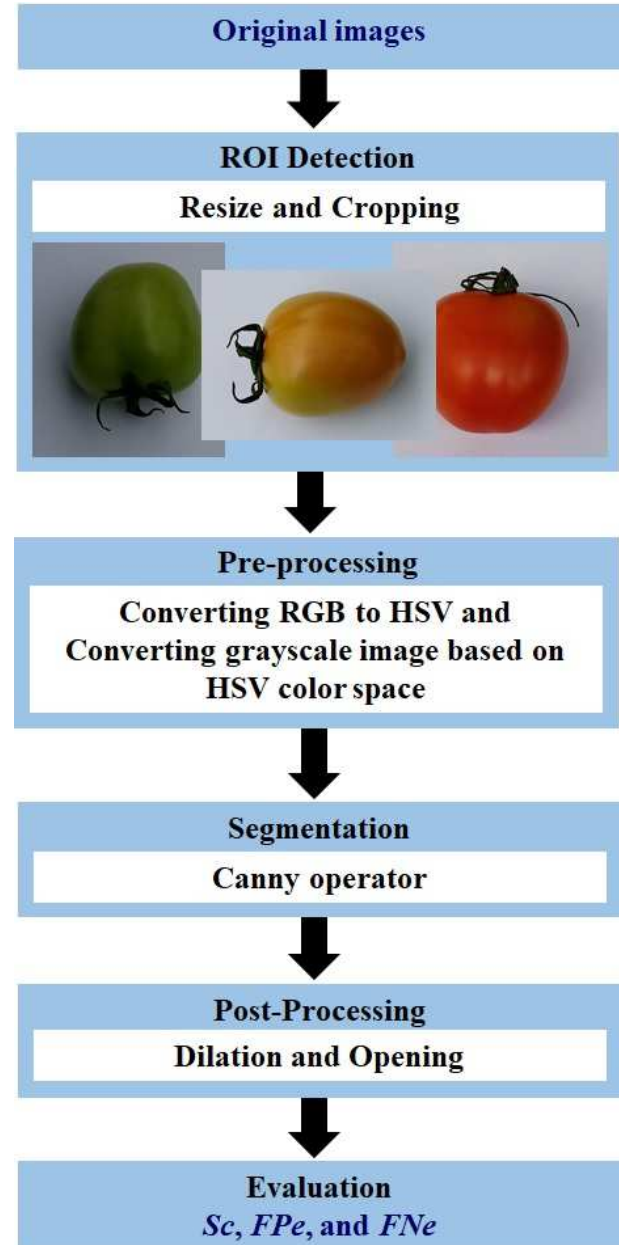 Original images
ROI Detection
Resize and Cropping
Pre-processing
Converting RGB to HSV and
Converting grayscale image based on
HSV color space
Segmentation
Canny operator
Post-Processing
Dilation and Opening
Evaluation
Sc, FPe, and FNe